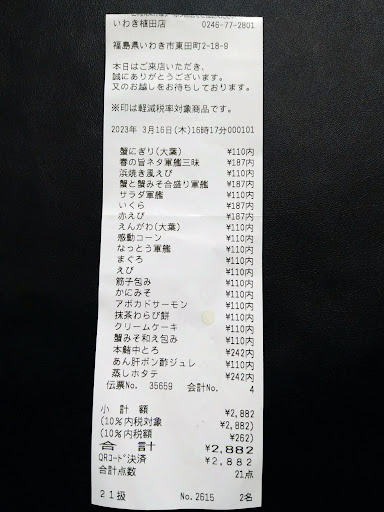 いわき植田店 0246-77-2801
福島県いわき市東田町2-18-9
本日はご来店いただき、
誠にありがとうございます。
又のお越しをお待ちしております。
※印は軽減税率対象商品です。
2023年 3月16日(木)16時17分000101
蟹にぎり(大葉) ¥110内
春の旨ネタ軍艦三昧 ¥187内
浜焼き風えび ¥110内
蟹と蟹みそ合盛り軍艦 ¥187内
サラダ軍艦 ¥110内
いくら ¥187内
赤えび ¥187内
えんがわ(大葉) ¥110内
感動コーン ¥110内
なっとう軍艦 ¥110内
まぐろ ¥110内
えび ¥110内
筋子包み ¥110内
かにみそ ¥110内
アボカドサーモン ¥110内
抹茶わらび餅 ¥110内
クリームケーキ ¥110内
蟹みそ和え包み ¥110内
本鮪中とろ ¥242内
あん肝ポン酢ジュレ ¥110内
蒸しホタテ ¥242内
伝票No. 35659 会計No. 4
小 計 額 ¥2,882
(10%内税対象 ¥2,882)
(10%内税額 ¥262)
合 計 ¥2,882
QRコード決済 ¥2,882
合計点数 21点
21扱 No.2615 2名